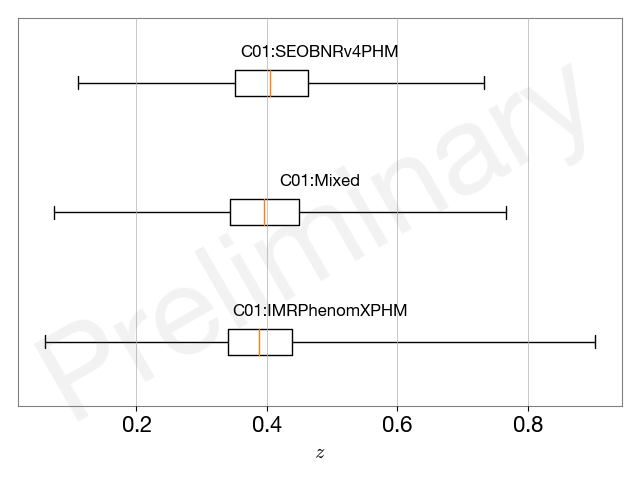 C01:SEOBNRv4PHM
C01:Mixed
C01:IMRPhenomXPHM
Preliminary
0.2 0.4 0.6 0.8
z